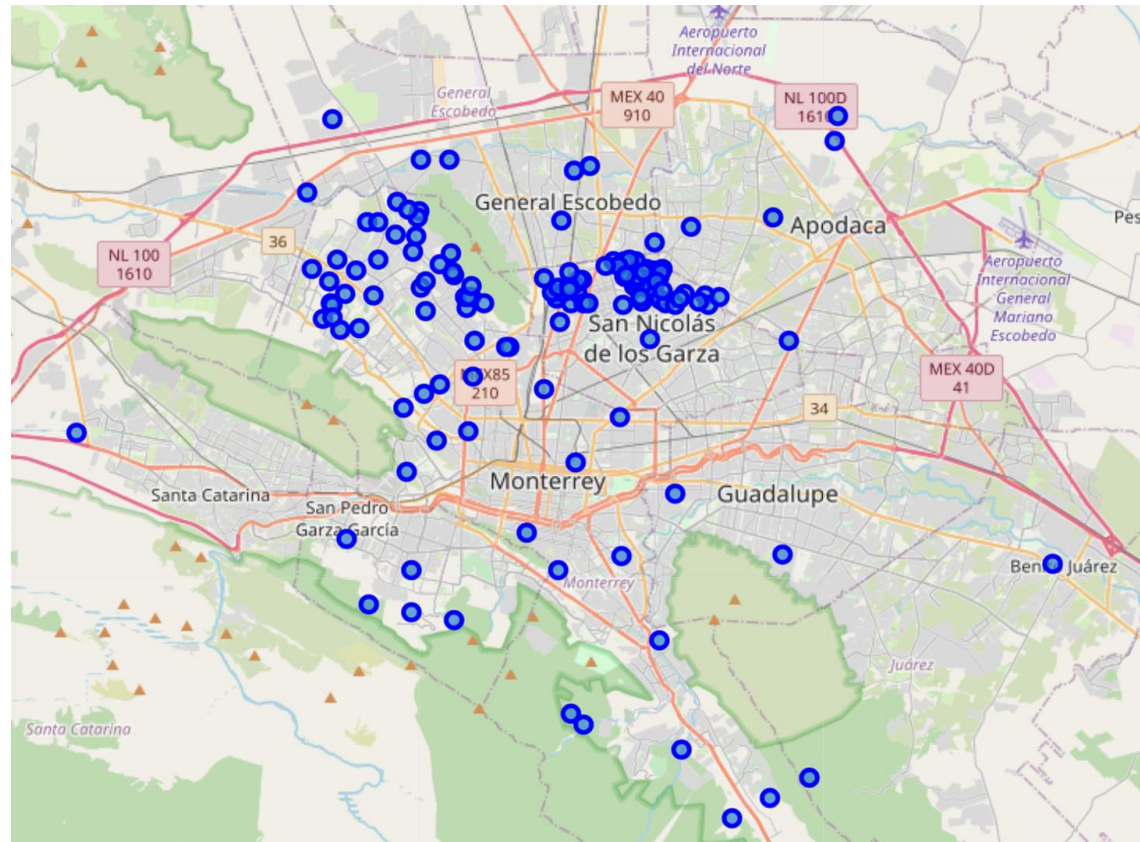 Aeropuerto
Internacional
del Norte
General
Escobedo
MEX 40
910
NL 100D
General Escobedo
Apodaca
36
NL 100
1610
Aeropuerto
Internacional
General
Mariano
Escobedo
San Nicolás
de los Garza
210
MEX 40D
41
34
Monterrey
Santa Catarina
San Pedro
Garza García
Guadalupe
Monterrey
Juárez
Juárez
Santa Catarina